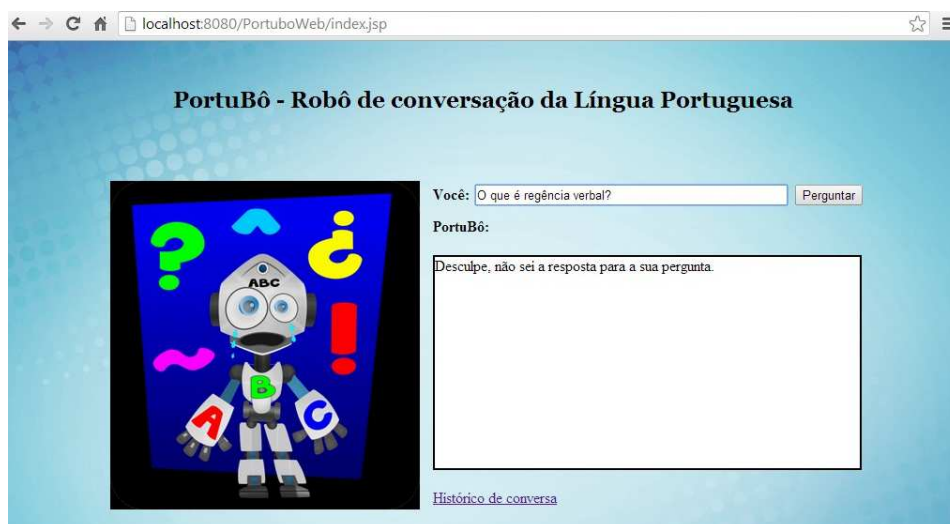 localhost:8080/PortuboWeb/index.jsp
PortuBô - Robô de conversação da Língua Portuguesa
? ^ ¿
ABC
~ !
B
A C
Você: O que é regência verbal? Perguntar
PortuBô:
Desculpe, não sei a resposta para a sua pergunta.
Histórico de conversa